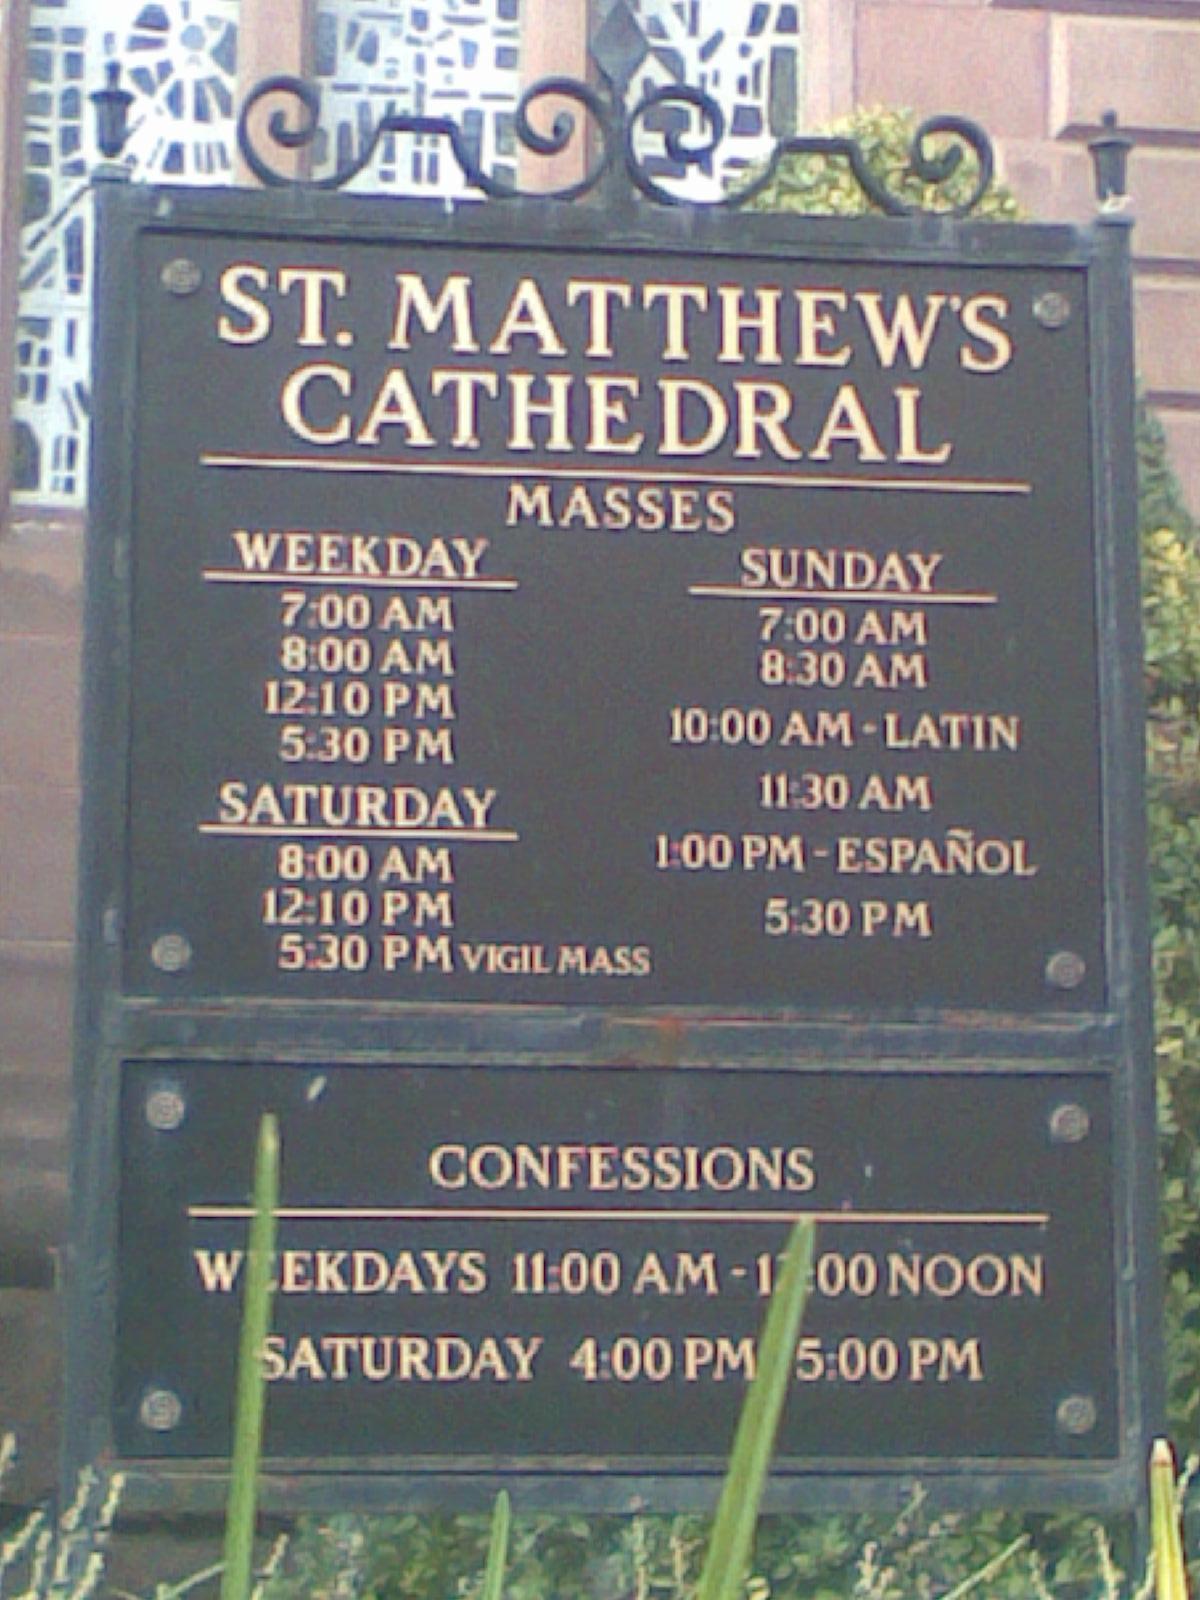 ST. MATTHEW'S
CATHEDRAL
MASSES
WEEKDAY
7:00 AM
8:00 AM
12:10 PM
5:30 PM
SATURDAY
8:00 AM
12:10 PM
5:30 PM VIGIL MASS
SUNDAY
7:00 AM
8:30 AM
10:00 AM - LATIN
11:30 AM
1:00 PM - ESPAÑOL
5:30 PM
CONFESSIONS
WEEKDAYS 11:00 AM - 12:00 NOON
SATURDAY 4:00 PM 5:00 PM